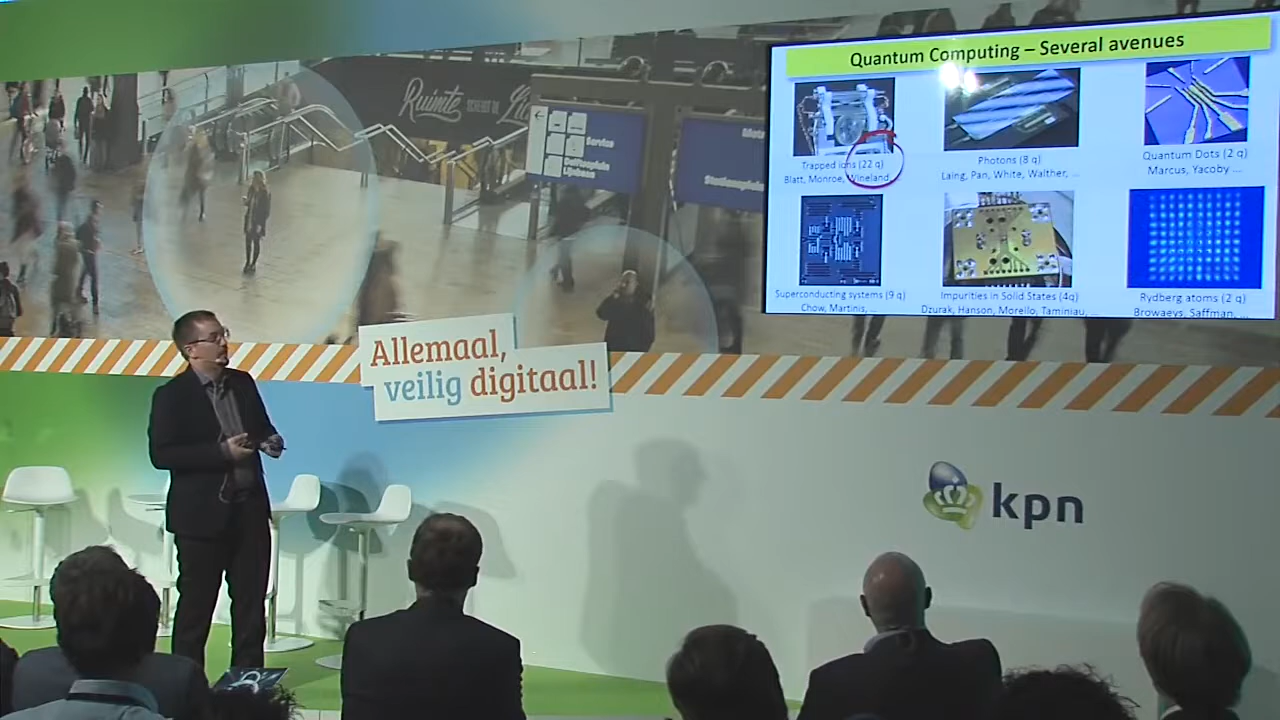 Quantum Computing – Several avenues
Trapped ions (22 q)
Blatt, Monroe, Wineland
Photons (8 q)
Laing, Pan, White, Walther, ...
Quantum Dots (2 q)
Marcus, Yacoby ...
Superconducting systems (9 q)
Chow, Martinis, ...
Impurities in Solid States (4q)
Dzurak, Hanson, Morello, Taminiau, ...
Rydberg atoms (2 q)
Browaeys, Saffman, ...
Ruimte
Service
Allemaal,
veilig digitaal!
kpn